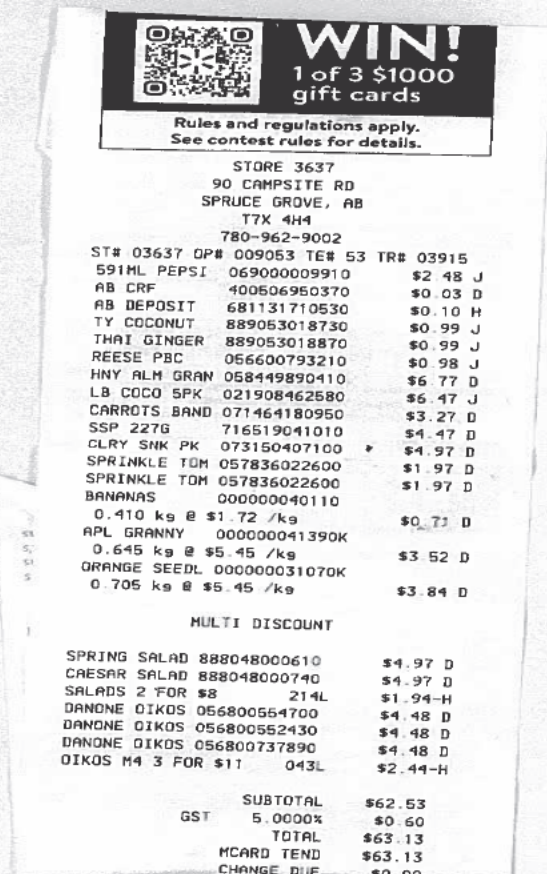 WIN!
1 of 3 $1000
gift cards
Rules and regulations apply.
See contest rules for details.
STORE 3637
90 CAMPSITE RD
SPRUCE GROVE, AB
T7X 4H4
780-962-9002
ST# 03637 OP# 009053 TE# 53 TR# 03915
591ML PEPSI 069000009910 $2.48 J
AB CRF 400506950370 $0.03 D
AB DEPOSIT 681131710530 $0.10 H
TY COCONUT 889053018730 $0.99 J
THAI GINGER 889053018870 $0.99 J
REESE PBC 056600793210 $0.98 J
HNY ALM GRAN 058449890410 $6.77 D
LB COCO 5PK 021908462580 $6.47 J
CARROTS BAND 071464180950 $3.27 D
SSP 227G 716519041010 $4.47 D
CLRY SNK PK 073150407100 $4.97 D
SPRINKLE TOM 057836022600 $1.97 D
SPRINKLE TOM 057836022600 $1.97 D
BANANAS 000000040110
0.410 kg @ $1.72 /kg $0.71 D
APL GRANNY 000000041390K
0.645 kg @ $5.45 /kg $3.52 D
ORANGE SEEDL 000000031070K
0.705 kg @ $5.45 /kg $3.84 D
MULTI DISCOUNT
SPRING SALAD 888048000610 $4.97 D
CAESAR SALAD 888048000740 $4.97 D
SALADS 2 FOR $8 214L $1.94-H
DANONE OIKOS 056800554700 $4.48 D
DANONE OIKOS 056800552430 $4.48 D
DANONE OIKOS 056800737890 $4.48 D
OIKOS M4 3 FOR $11 043L $2.44-H
SUBTOTAL $62.53
GST 5.0000% $0.60
TOTAL $63.13
MCARD TEND $63.13
CHANGE DUE $0.00